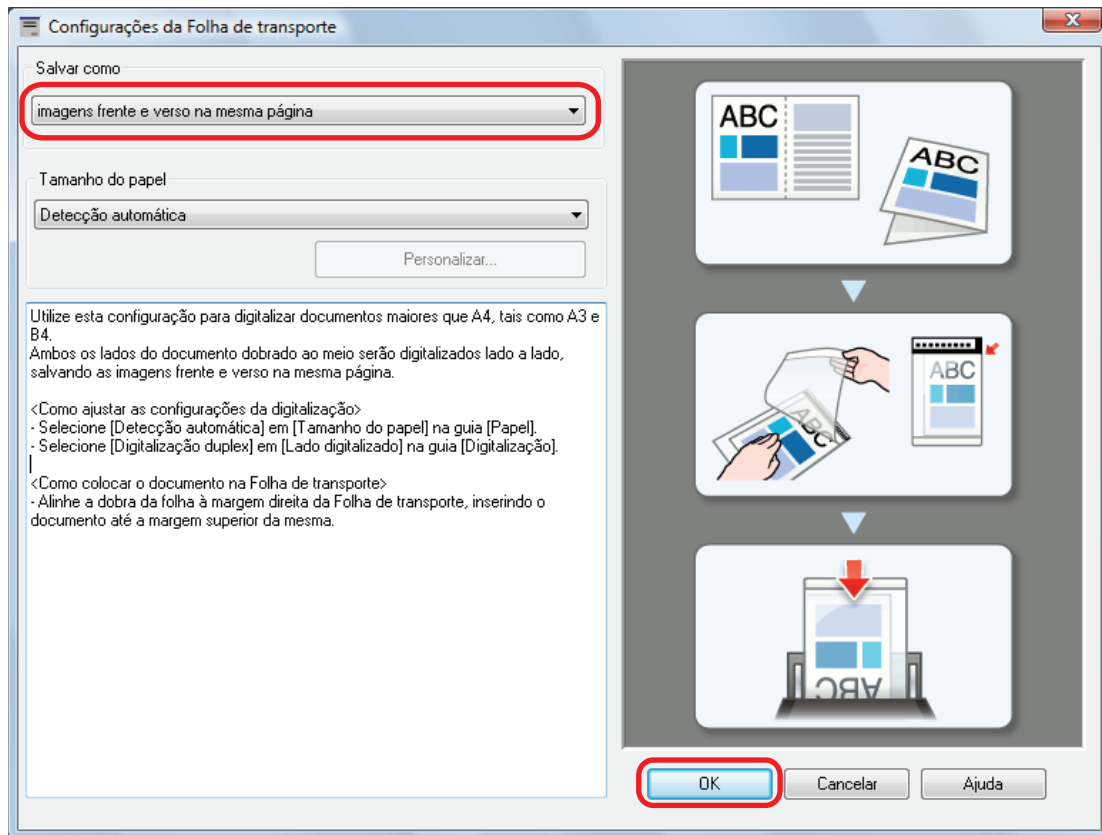 Configurações da Folha de transporte
Salvar como
imagens frente e verso na mesma página
Tamanho do papel
Detecção automática
Personalizar...
Utilize esta configuração para digitalizar documentos maiores que A4, tais como A3 e
B4.
Ambos os lados do documento dobrado ao meio serão digitalizados lado a lado,
salvando as imagens frente e verso na mesma página.
<Como ajustar as configurações da digitalização>
- Selecione [Detecção automática] em [Tamanho do papel] na guia [Papel].
- Selecione [Digitalização duplex] em [Lado digitalizado] na guia [Digitalização].
<Como colocar o documento na Folha de transporte>
- Alinhe a dobra da folha à margem direita da Folha de transporte, inserindo o
documento até a margem superior da mesma.
ABC
ABC
ABC
ABC
ABC
OK
Cancelar
Ajuda